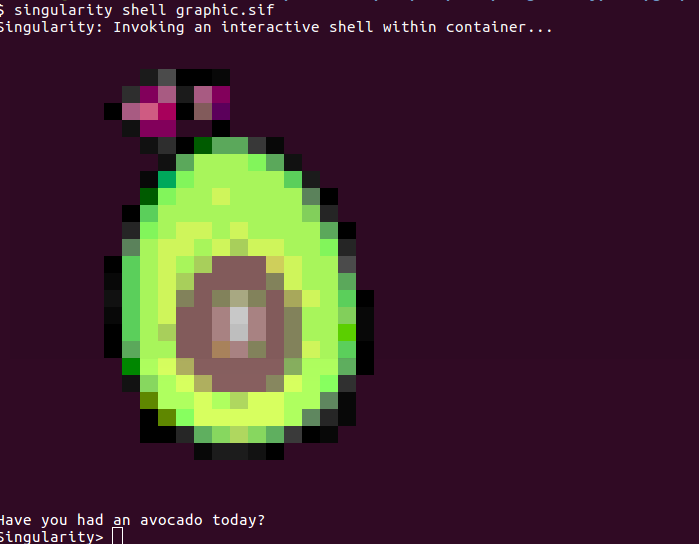 $ singularity shell graphic.sif
Singularity: Invoking an interactive shell within container...
Have you had an avocado today?
Singularity>